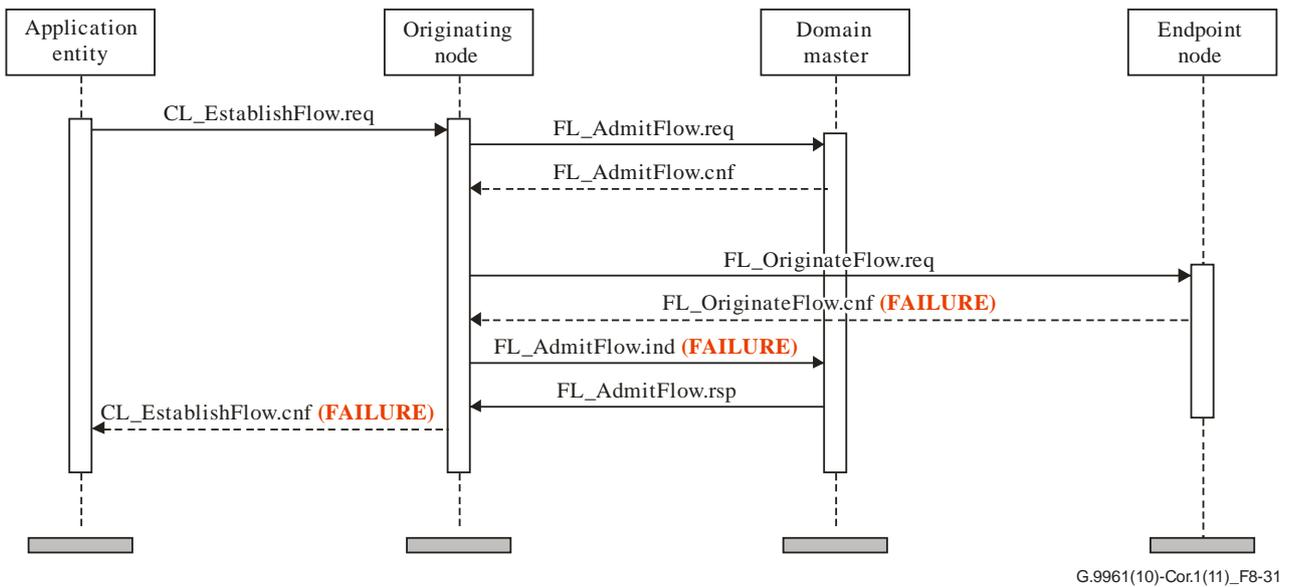 Application
entity
Originating
node
Domain
master
Endpoint
node
CL_EstablishFlow.req
FL_AdmitFlow.req
FL_AdmitFlow.cnf
FL_OriginateFlow.req
FL_OriginateFlow.cnf (FAILURE)
FL_AdmitFlow.ind (FAILURE)
FL_AdmitFlow.rsp
CL_EstablishFlow.cnf (FAILURE)
G.9961(10)-Cor.1(11)_F8-31